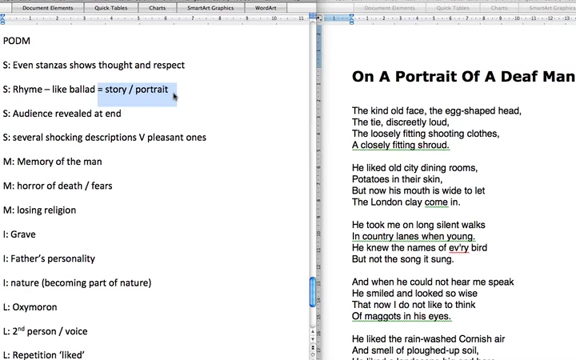 Document Elements Quick Tables Charts SmartArt Graphics WordArt
PODM
S: Even stanzas shows thought and respect
S: Rhyme – like ballad = story / portrait
S: Audience revealed at end
S: several shocking descriptions V pleasant ones
M: Memory of the man
M: horror of death / fears
M: losing religion
I: Grave
I: Father's personality
I: nature (becoming part of nature)
L: Oxymoron
L: 2nd person / voice
L: Repetition 'liked'
Document Elements Quick Tables Charts SmartArt Graphics
On A Portrait Of A Deaf Man
The kind old face, the egg-shaped head,
The tie, discreetly loud,
The loosely fitting shooting clothes,
A closely fitting shroud.
He liked old city dining rooms,
Potatoes in their skin,
But now his mouth is wide to let
The London clay come in.
He took me on long silent walks
In country lanes when young.
He knew the names of ev'ry bird
But not the song it sung.
And when he could not hear me speak
He smiled and looked so wise
That now I do not like to think
Of maggots in his eyes.
He liked the rain-washed Cornish air
And smell of ploughed-up soil,